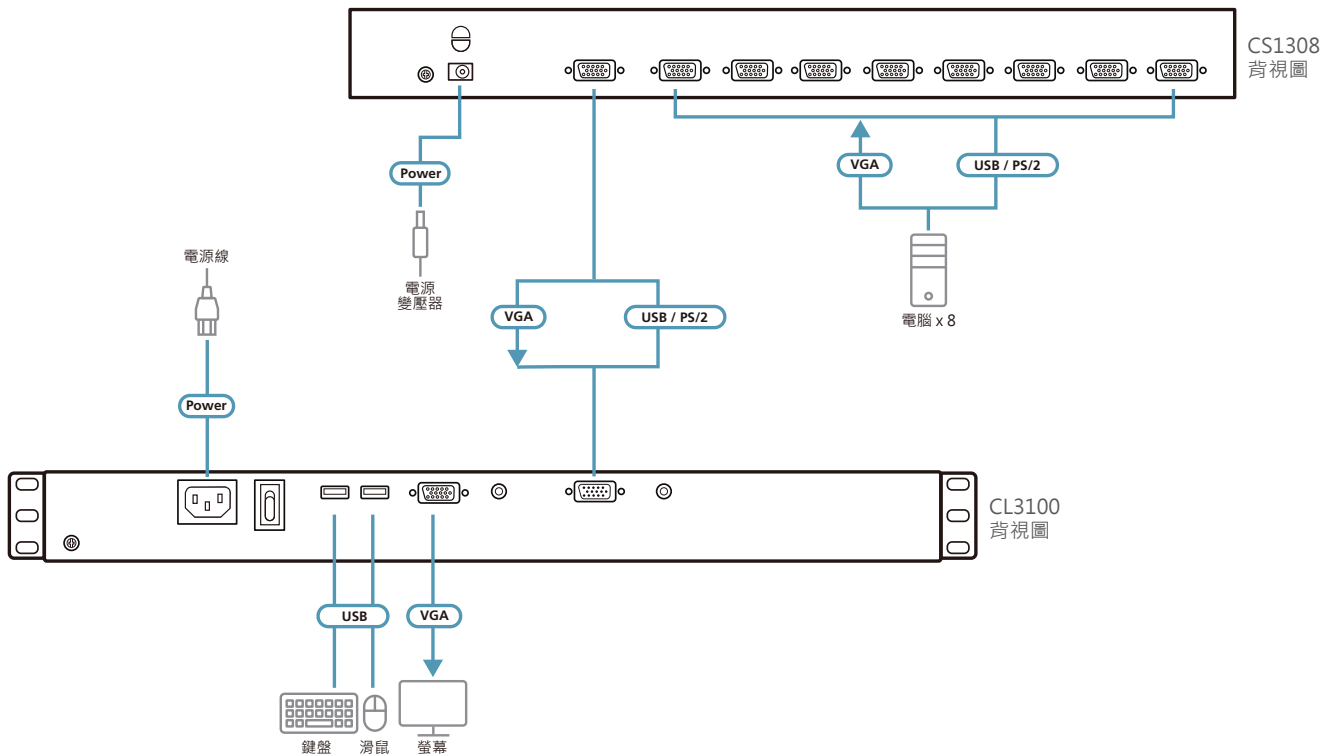 CS1308
背視圖
Power
VGA
USB / PS/2
電源線
電源
變壓器
電腦 x 8
VGA
USB / PS/2
Power
CL3100
背視圖
USB
VGA
鍵盤
滑鼠
螢幕